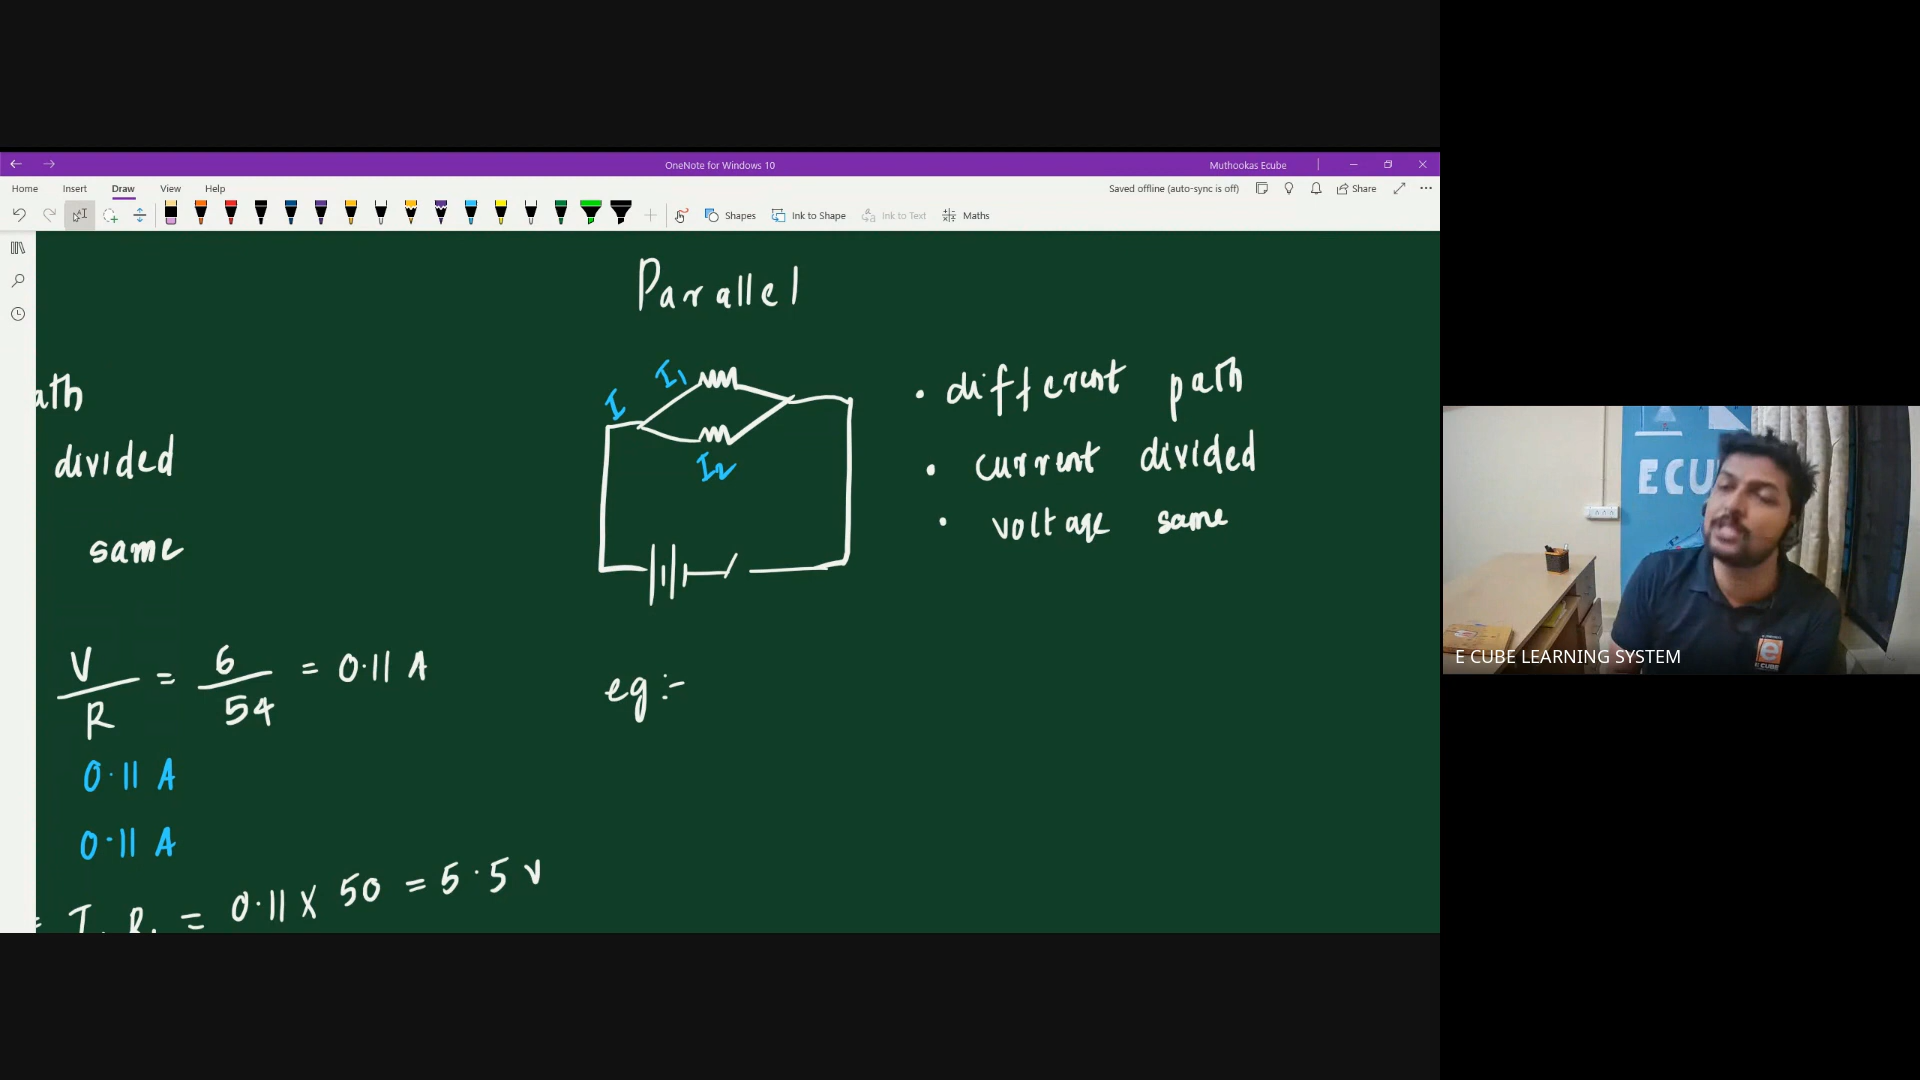 OneNote for Windows 10
Muthookas Ecube
Home Insert Draw View Help
Saved offline (auto-sync is off)
Share
Shapes
Ink to Shape
Ink to Text
Maths
Parallel
ath
divided
same
I
I1
I2
• different path
• current divided
• voltage same
V/R = 6/54 = 0.11 A
0.11 A
0.11 A
= 0.11 X 50 = 5.5 V
eg :-
ECU
E CUBE LEARNING SYSTEM